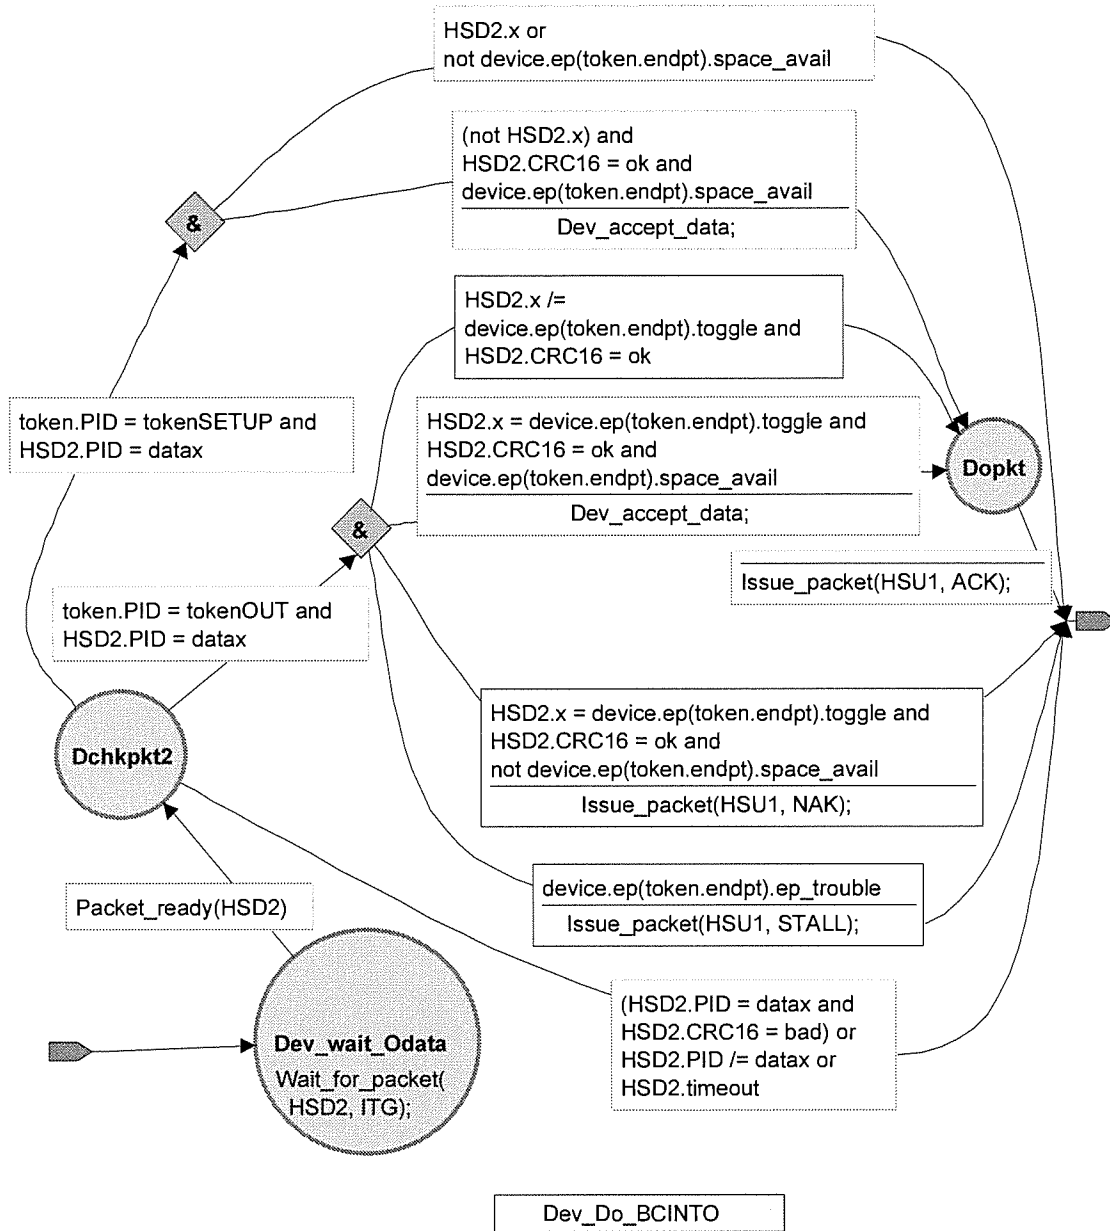 HSD2.x or
not device.ep(token.endpt).space_avail
(not HSD2.x) and
HSD2.CRC16 = ok and
device.ep(token.endpt).space_avail
Dev_accept_data;
&
HSD2.x /=
device.ep(token.endpt).toggle and
HSD2.CRC16 = ok
token.PID = tokenSETUP and
HSD2.PID = datax
HSD2.x = device.ep(token.endpt).toggle and
HSD2.CRC16 = ok and
device.ep(token.endpt).space_avail
Dev_accept_data;
Dopkt
&
Issue_packet(HSU1, ACK);
token.PID = tokenOUT and
HSD2.PID = datax
HSD2.x = device.ep(token.endpt).toggle and
HSD2.CRC16 = ok and
not device.ep(token.endpt).space_avail
Issue_packet(HSU1, NAK);
Dchkpkt2
device.ep(token.endpt).ep_trouble
Issue_packet(HSU1, STALL);
Packet_ready(HSD2)
(HSD2.PID = datax and
HSD2.CRC16 = bad) or
HSD2.PID /= datax or
HSD2.timeout
Dev_wait_Odata
Wait_for_packet(
HSD2, ITG);
Dev_Do_BCINTO